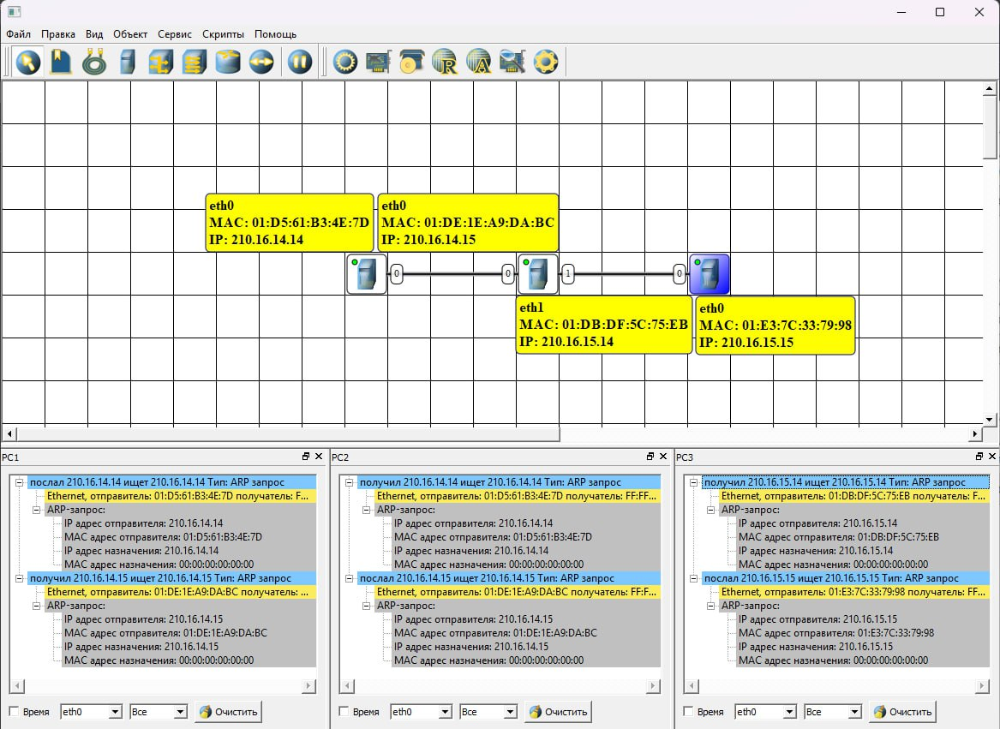 Файл Правка Вид Объект Сервис Скрипты Помощь
eth0
MAC: 01:D5:61:B3:4E:7D
IP: 210.16.14.14
eth0
MAC: 01:DE:1E:A9:DA:BC
IP: 210.16.14.15
0
0
1
0
eth1
MAC: 01:DB:DF:5C:75:EB
IP: 210.16.15.14
eth0
MAC: 01:E3:7C:33:79:98
IP: 210.16.15.15
PC1
послал 210.16.14.14 ищет 210.16.14.14 Тип: ARP запрос
Ethernet, отправитель: 01:D5:61:B3:4E:7D получатель: F...
ARP-запрос:
IP адрес отправителя: 210.16.14.14
MAC адрес отправителя: 01:D5:61:B3:4E:7D
IP адрес назначения: 210.16.14.14
MAC адрес назначения: 00:00:00:00:00:00
получил 210.16.14.15 ищет 210.16.14.15 Тип: ARP запрос
Ethernet, отправитель: 01:DE:1E:A9:DA:BC получатель: ...
ARP-запрос:
IP адрес отправителя: 210.16.14.15
MAC адрес отправителя: 01:DE:1E:A9:DA:BC
IP адрес назначения: 210.16.14.15
MAC адрес назначения: 00:00:00:00:00:00
Время eth0 Все Очистить
PC2
получил 210.16.14.14 ищет 210.16.14.14 Тип: ARP запрос
Ethernet, отправитель: 01:D5:61:B3:4E:7D получатель: FF:FF...
ARP-запрос:
IP адрес отправителя: 210.16.14.14
MAC адрес отправителя: 01:D5:61:B3:4E:7D
IP адрес назначения: 210.16.14.14
MAC адрес назначения: 00:00:00:00:00:00
послал 210.16.14.15 ищет 210.16.14.15 Тип: ARP запрос
Ethernet, отправитель: 01:DE:1E:A9:DA:BC получатель: FF:F...
ARP-запрос:
IP адрес отправителя: 210.16.14.15
MAC адрес отправителя: 01:DE:1E:A9:DA:BC
IP адрес назначения: 210.16.14.15
MAC адрес назначения: 00:00:00:00:00:00
Время eth0 Все Очистить
PC3
получил 210.16.15.14 ищет 210.16.15.14 Тип: ARP запрос
Ethernet, отправитель: 01:DB:DF:5C:75:EB получатель: F...
ARP-запрос:
IP адрес отправителя: 210.16.15.14
MAC адрес отправителя: 01:DB:DF:5C:75:EB
IP адрес назначения: 210.16.15.14
MAC адрес назначения: 00:00:00:00:00:00
послал 210.16.15.15 ищет 210.16.15.15 Тип: ARP запрос
Ethernet, отправитель: 01:E3:7C:33:79:98 получатель: FF...
ARP-запрос:
IP адрес отправителя: 210.16.15.15
MAC адрес отправителя: 01:E3:7C:33:79:98
IP адрес назначения: 210.16.15.15
MAC адрес назначения: 00:00:00:00:00:00
Время eth0 Все Очистить